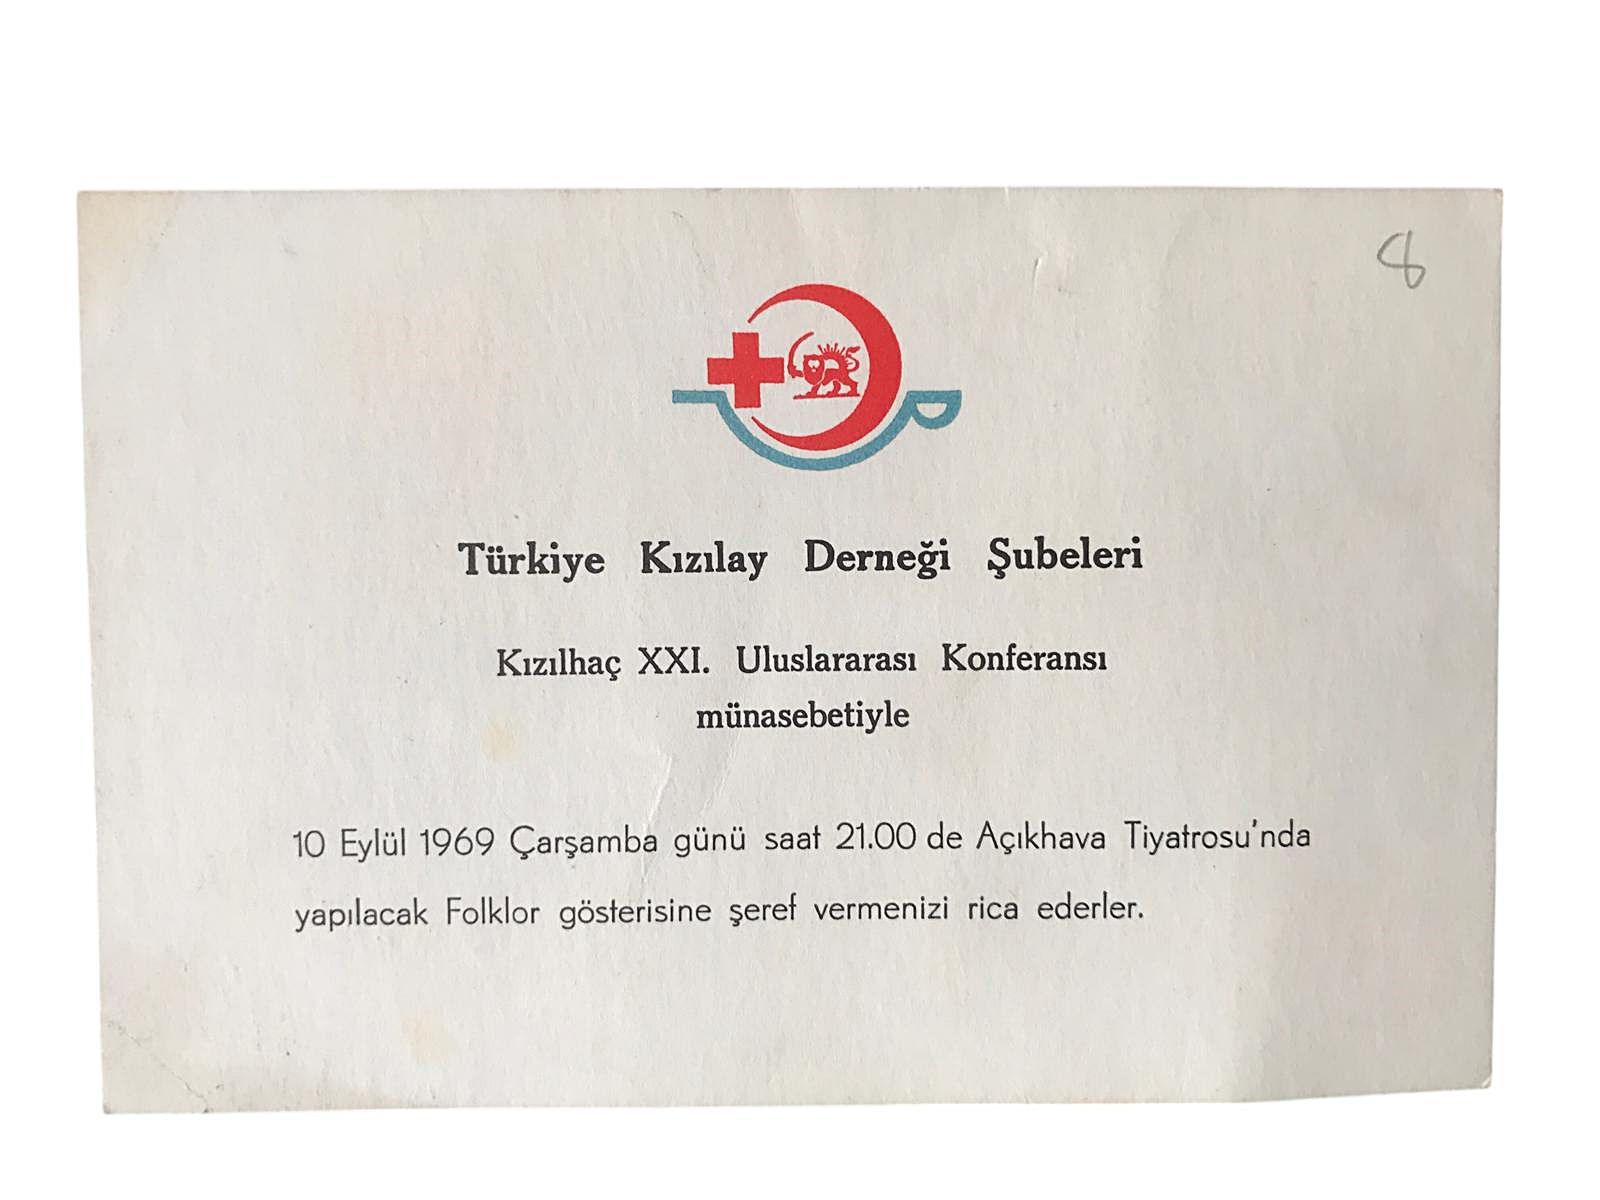 8
Türkiye Kızılay Derneği Şubeleri
Kızılhaç XXI. Uluslararası Konferansı
münasebetiyle
10 Eylül 1969 Çarşamba günü saat 21.00 de Açıkhava Tiyatrosu'nda
yapılacak Folklor gösterisine şeref vermenizi rica ederler.